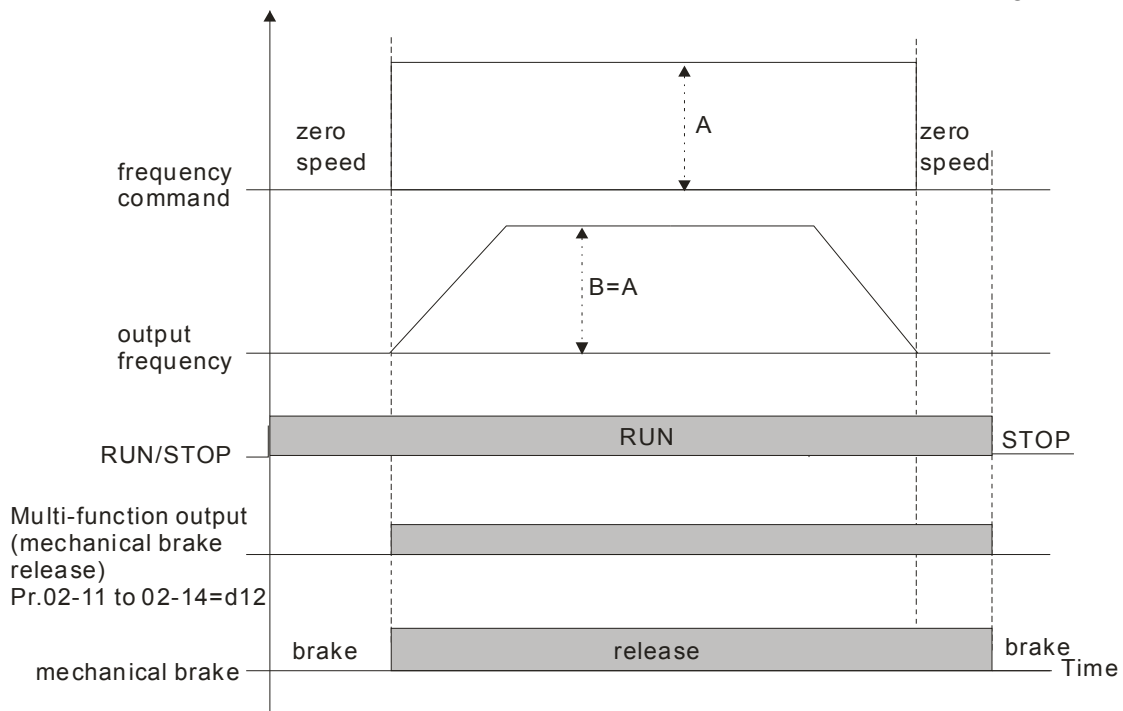 zero
speed
A
zero
speed
frequency
command
B=A
output
frequency
RUN
RUN/STOP
STOP
Multi-function output
(mechanical brake
release)
Pr.02-11 to 02-14=d12
brake
release
brake
mechanical brake
Time